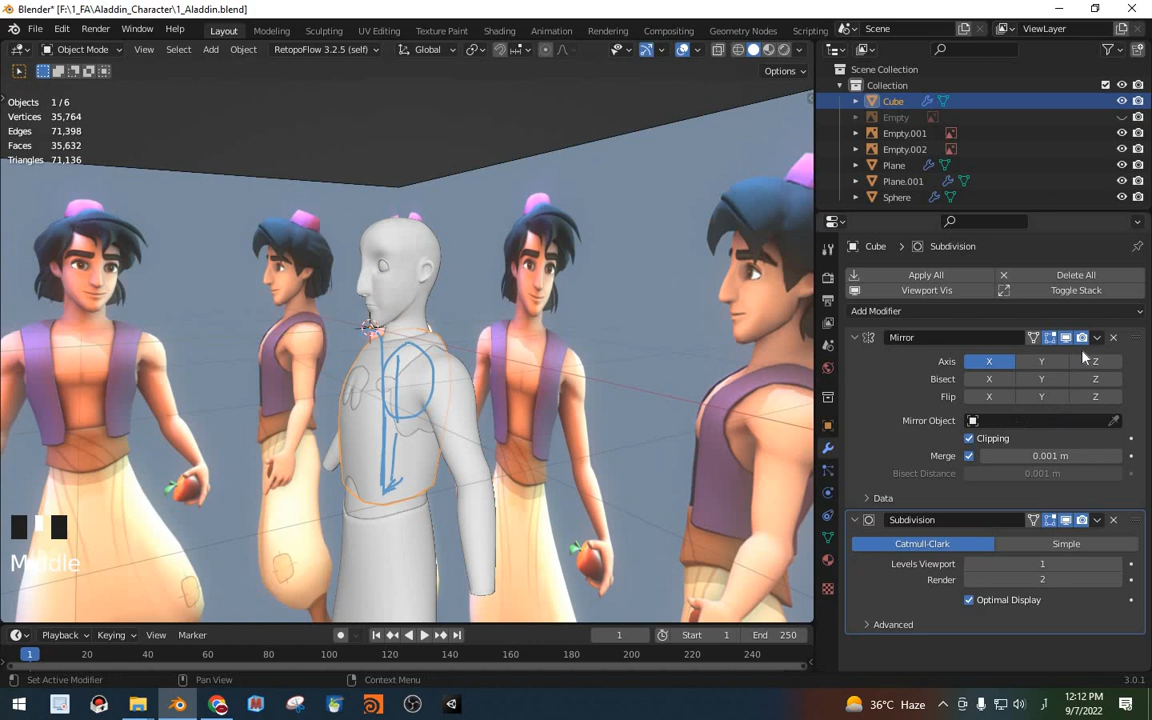 Blender* [F:\1_FA\Aladdin_Character\1_Aladdin.blend]
File Edit Render Window Help Layout Modeling Sculpting UV Editing Texture Paint Shading Animation Rendering Compositing Scripting Scene ViewLayer
Object Mode View Select Add Object RetopoFlow 3.2.5 (self) Global
Options
Objects 1 / 6
Vertices 35,764
Edges 71,398
Faces 35,632
Triangles 71,136
Scene Collection
Collection
Cube
Empty
Empty.001
Empty.002
Plane
Plane.001
Sphere
Cube > Subdivision
Apply All Delete All
Viewport Vis Toggle Stack
Add Modifier
Mirror
Axis X Y Z
Bisect X Y Z
Flip X Y Z
Mirror Object
Clipping
Merge 0.001 m
Bisect Distance 0.001 m
Data
Subdivision
Catmull-Clark Simple
Levels Viewport 1
Render 2
Optimal Display
Advanced
Playback Keying View Marker 1 Start 1 End 250
1 20 40 60 80 100 120 140 160 180 200 220 240
Set Active Modifier Pan View Context Menu 3.0.1
36°C Haze
12:12 PM
9/7/2022